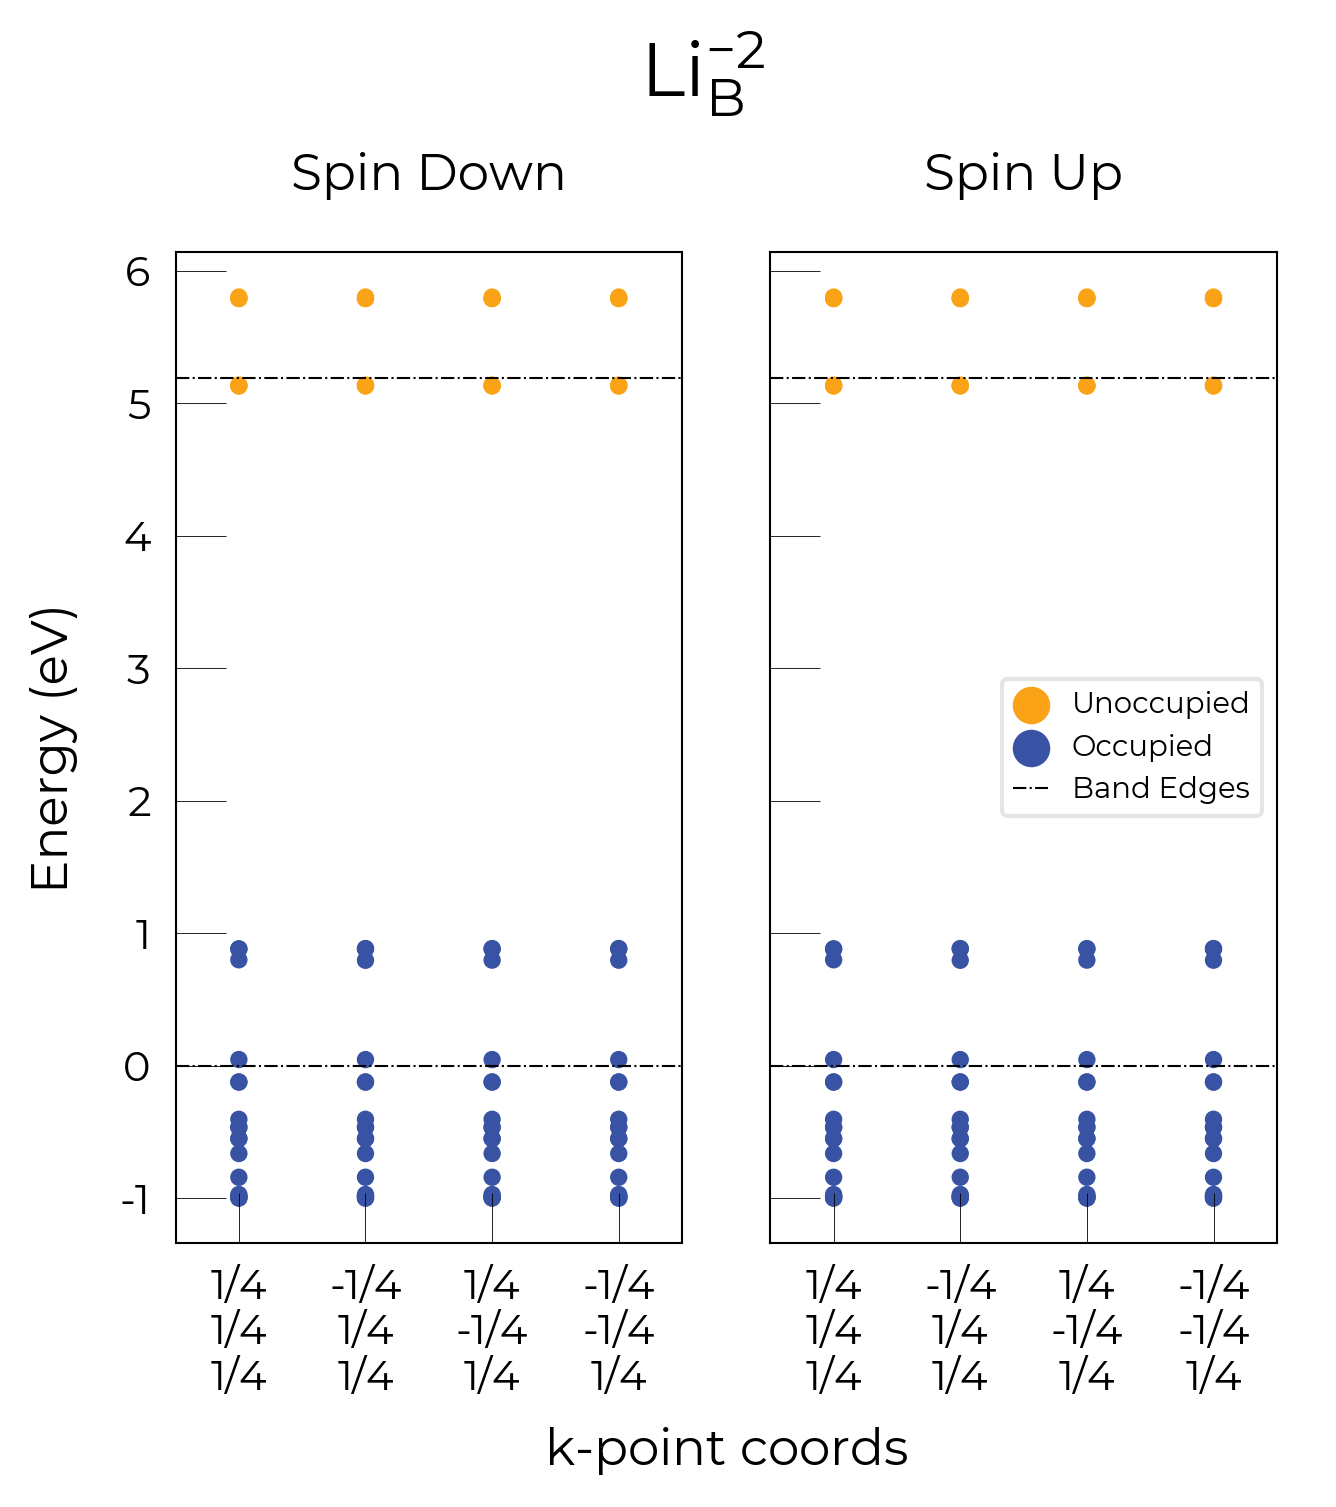 Li_B^−2
Spin Down
Spin Up
6
5
4
3
2
1
0
-1
Energy (eV)
Unoccupied
Occupied
Band Edges
1/4 -1/4 1/4 -1/4 1/4 -1/4 1/4 -1/4
1/4 1/4 -1/4 -1/4 1/4 1/4 -1/4 -1/4
1/4 1/4 1/4 1/4 1/4 1/4 1/4 1/4
k-point coords